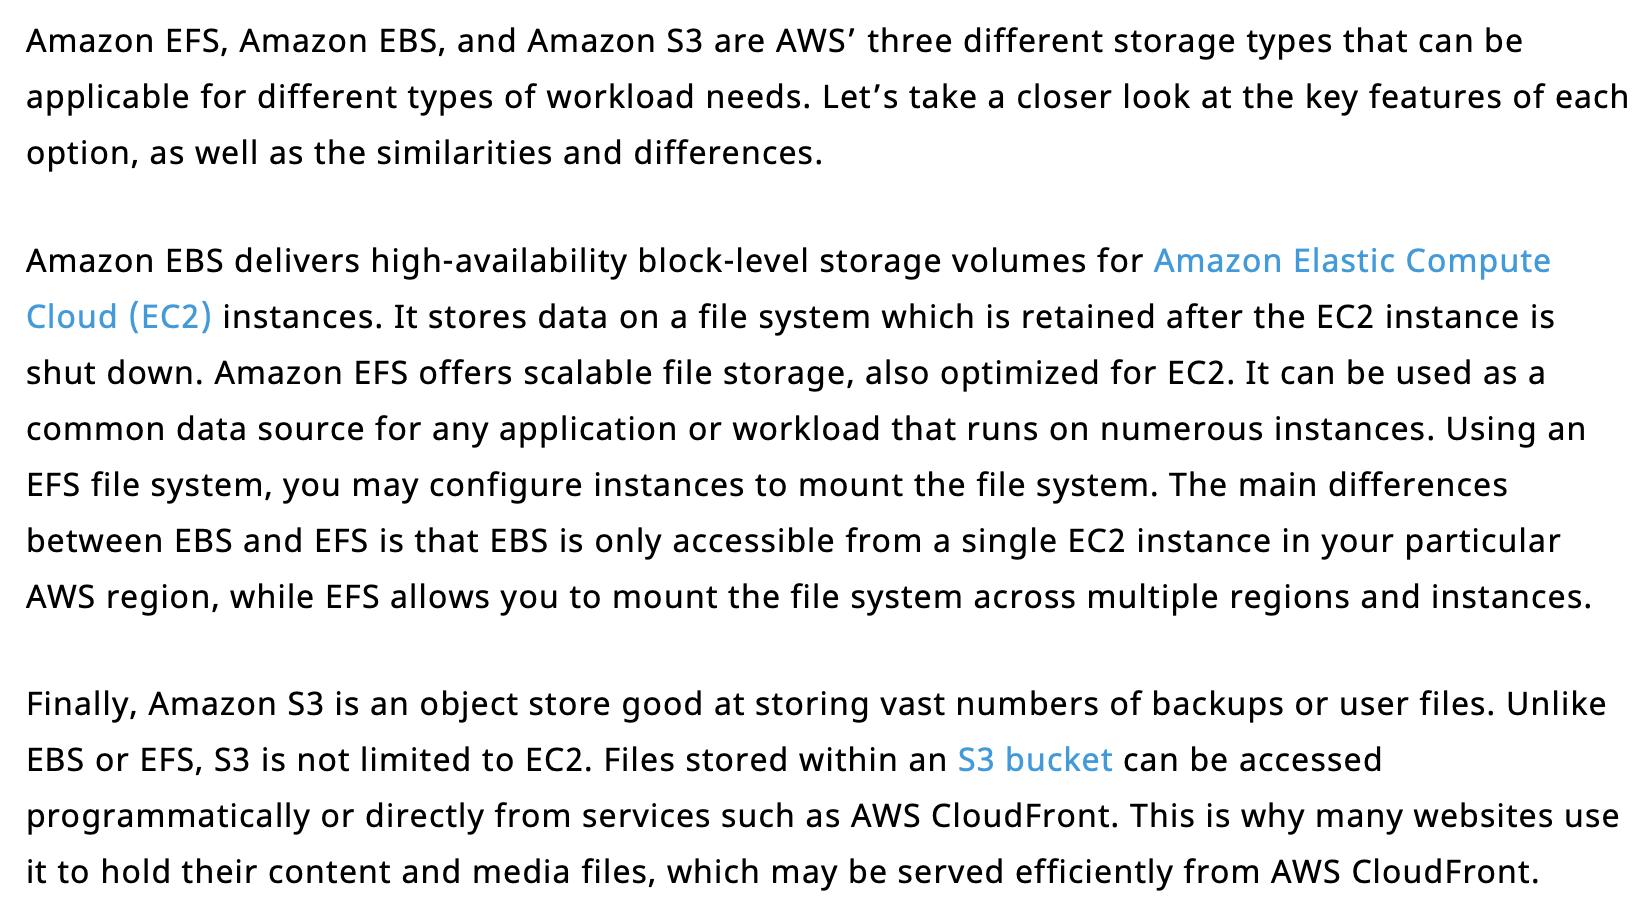 Amazon EFS, Amazon EBS, and Amazon S3 are AWS’ three different storage types that can be
applicable for different types of workload needs. Let’s take a closer look at the key features of each
option, as well as the similarities and differences.
Amazon EBS delivers high-availability block-level storage volumes for Amazon Elastic Compute
Cloud (EC2) instances. It stores data on a file system which is retained after the EC2 instance is
shut down. Amazon EFS offers scalable file storage, also optimized for EC2. It can be used as a
common data source for any application or workload that runs on numerous instances. Using an
EFS file system, you may configure instances to mount the file system. The main differences
between EBS and EFS is that EBS is only accessible from a single EC2 instance in your particular
AWS region, while EFS allows you to mount the file system across multiple regions and instances.
Finally, Amazon S3 is an object store good at storing vast numbers of backups or user files. Unlike
EBS or EFS, S3 is not limited to EC2. Files stored within an S3 bucket can be accessed
programmatically or directly from services such as AWS CloudFront. This is why many websites use
it to hold their content and media files, which may be served efficiently from AWS CloudFront.